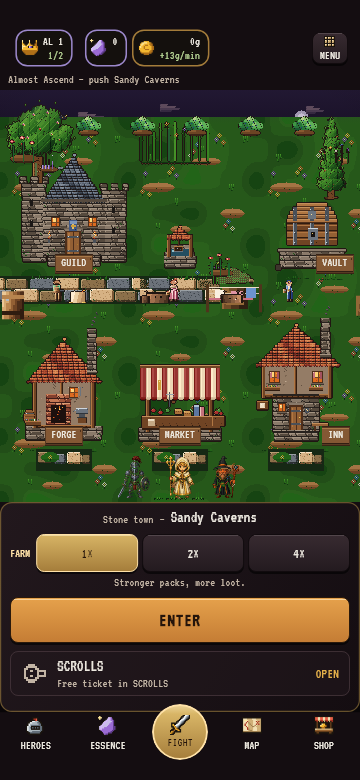 AL 1
1/2
0
0g
+13g/min
MENU
Almost Ascend - push Sandy Caverns
GUILD
VAULT
FORGE
MARKET
INN
Stone town - Sandy Caverns
FARM
1X
2X
4X
Stronger packs, more loot.
ENTER
SCROLLS
Free ticket in SCROLLS
OPEN
HEROES
ESSENCE
FIGHT
MAP
SHOP